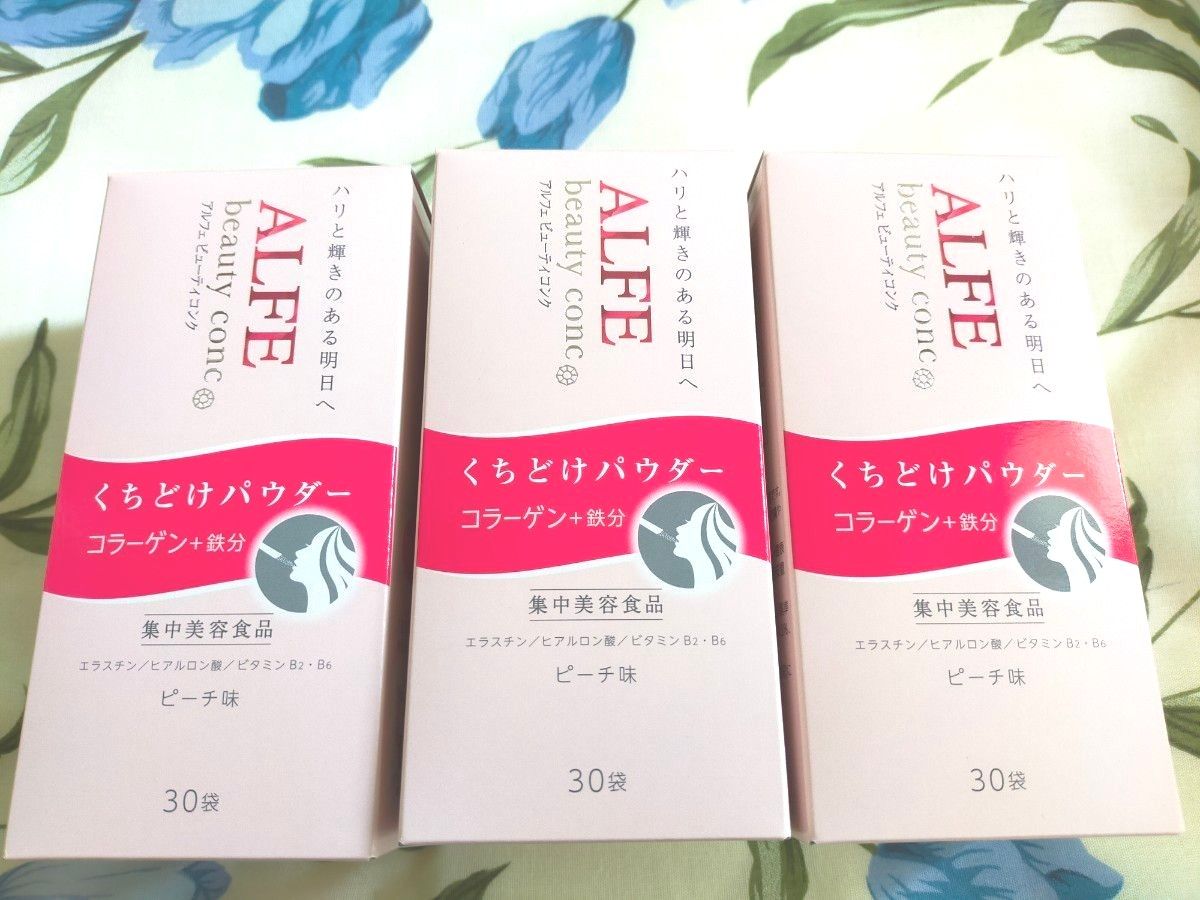 ハリと輝きのある明日へ
ALFE
beauty conc
アルフェ ビューティコンク
くちどけパウダー
コラーゲン+鉄分
集中美容食品
エラスチン/ヒアルロン酸/ビタミンB2・B6
ピーチ味
30袋
ハリと輝きのある明日へ
ALFE
beauty conc
アルフェ ビューティコンク
くちどけパウダー
コラーゲン+鉄分
集中美容食品
エラスチン/ヒアルロン酸/ビタミンB2・B6
ピーチ味
30袋
ハリと輝きのある明日へ
ALFE
beauty conc
アルフェ ビューティコンク
くちどけパウダー
コラーゲン+鉄分
集中美容食品
エラスチン/ヒアルロン酸/ビタミンB2・B6
ピーチ味
30袋